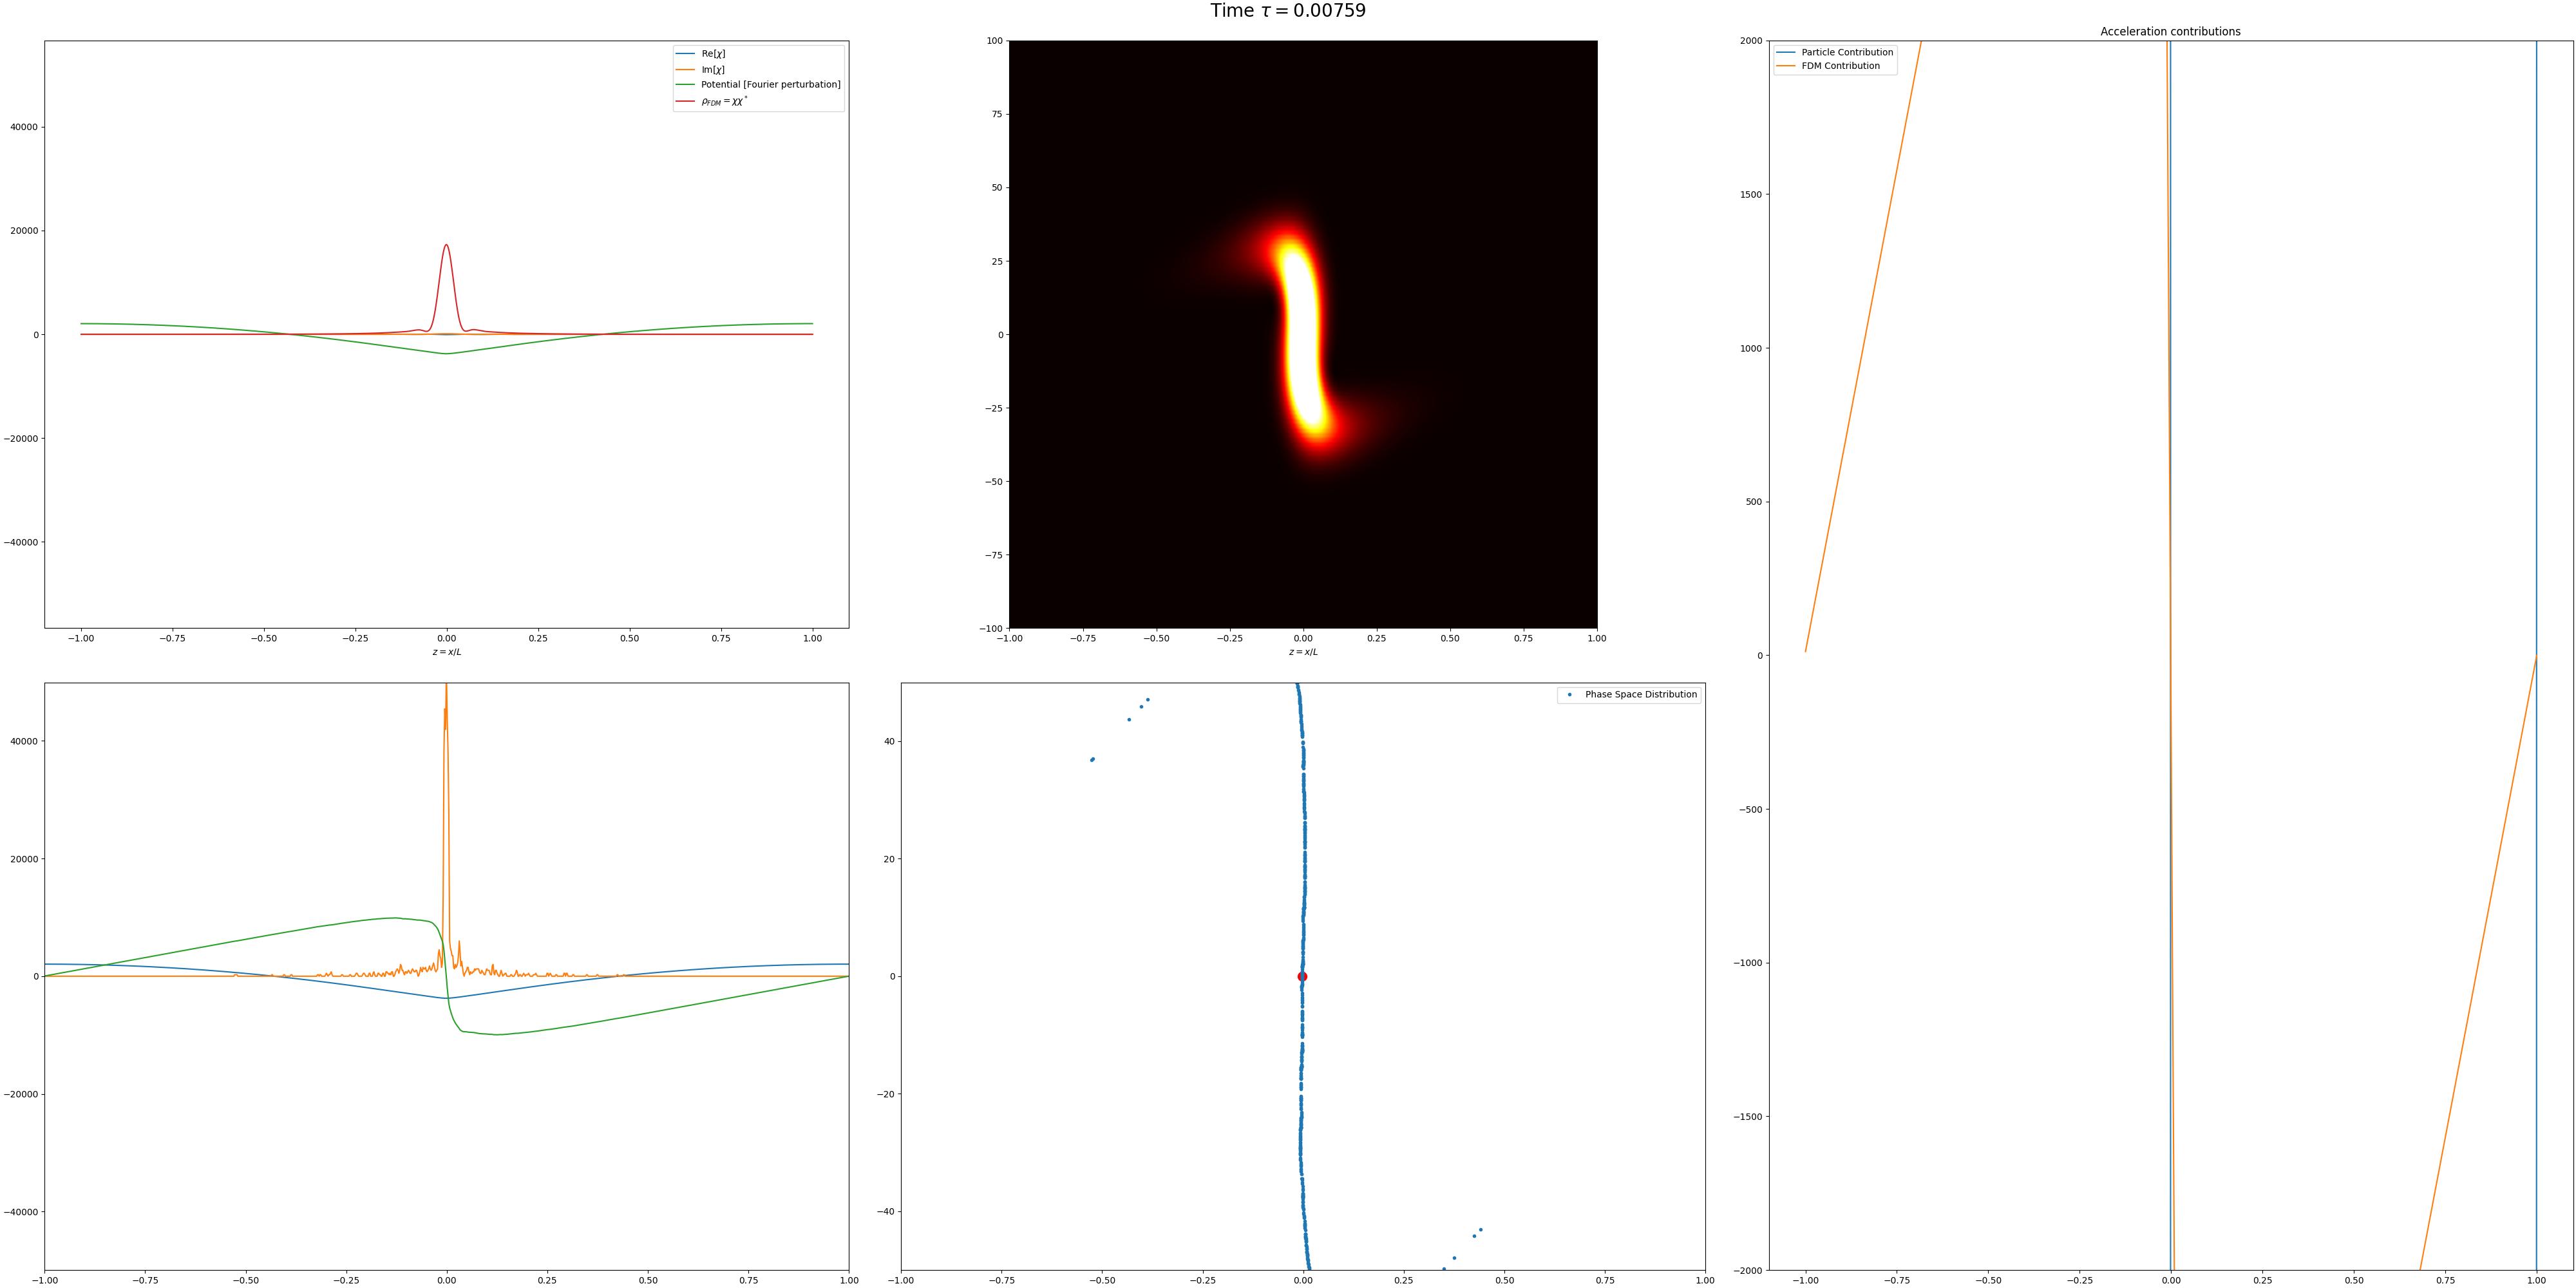 Time τ = 0.00759
Re[χ]
Im[χ]
Potential [Fourier perturbation]
ρ_FDM = χχ*
40000
20000
0
−20000
−40000
−1.00 −0.75 −0.50 −0.25 0.00 0.25 0.50 0.75 1.00
z = x/L
100
75
50
25
0
−25
−50
−75
−100
−1.00 −0.75 −0.50 −0.25 0.00 0.25 0.50 0.75 1.00
z = x/L
Acceleration contributions
Particle Contribution
FDM Contribution
2000
1500
1000
500
0
−500
−1000
−1500
−2000
−1.00 −0.75 −0.50 −0.25 0.00 0.25 0.50 0.75 1.00
40000
20000
0
−20000
−40000
−1.00 −0.75 −0.50 −0.25 0.00 0.25 0.50 0.75 1.00
Phase Space Distribution
40
20
0
−20
−40
−1.00 −0.75 −0.50 −0.25 0.00 0.25 0.50 0.75 1.00